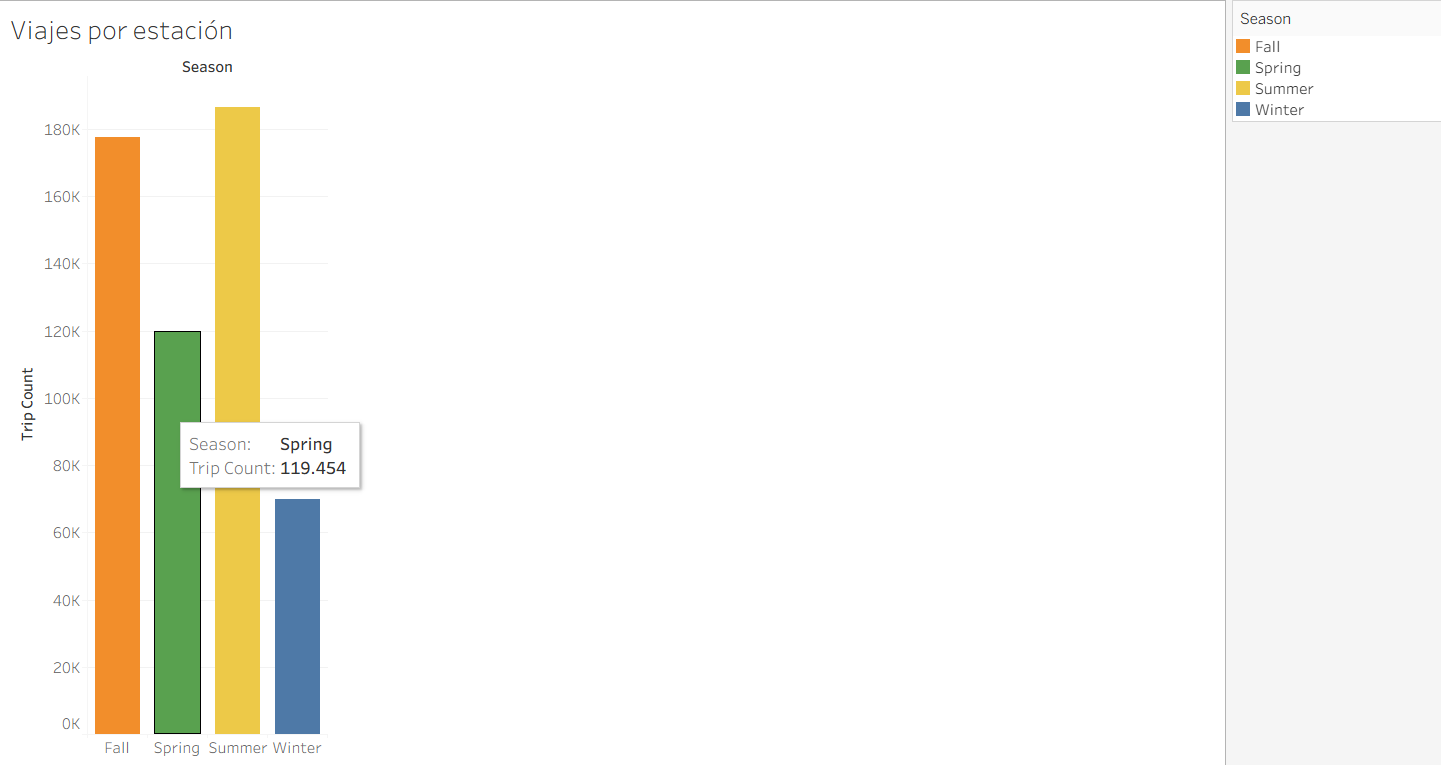 Viajes por estación
Season
180K
160K
140K
120K
100K
80K
60K
40K
20K
0K
Trip Count
Season: Spring
Trip Count: 119.454
Fall Spring Summer Winter
Season
Fall
Spring
Summer
Winter